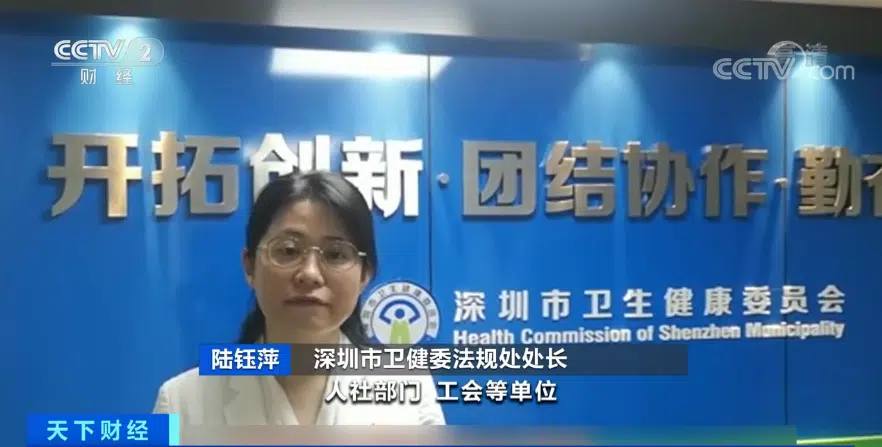 CCTV 2
财经
CCTV.com
高清
开拓创新·团结协作·勤
深圳市卫生健康委员会
Health Commission of Shenzhen Municipality
陆钰萍 深圳市卫健委法规处处长
人社部门 工会等单位
天下财经